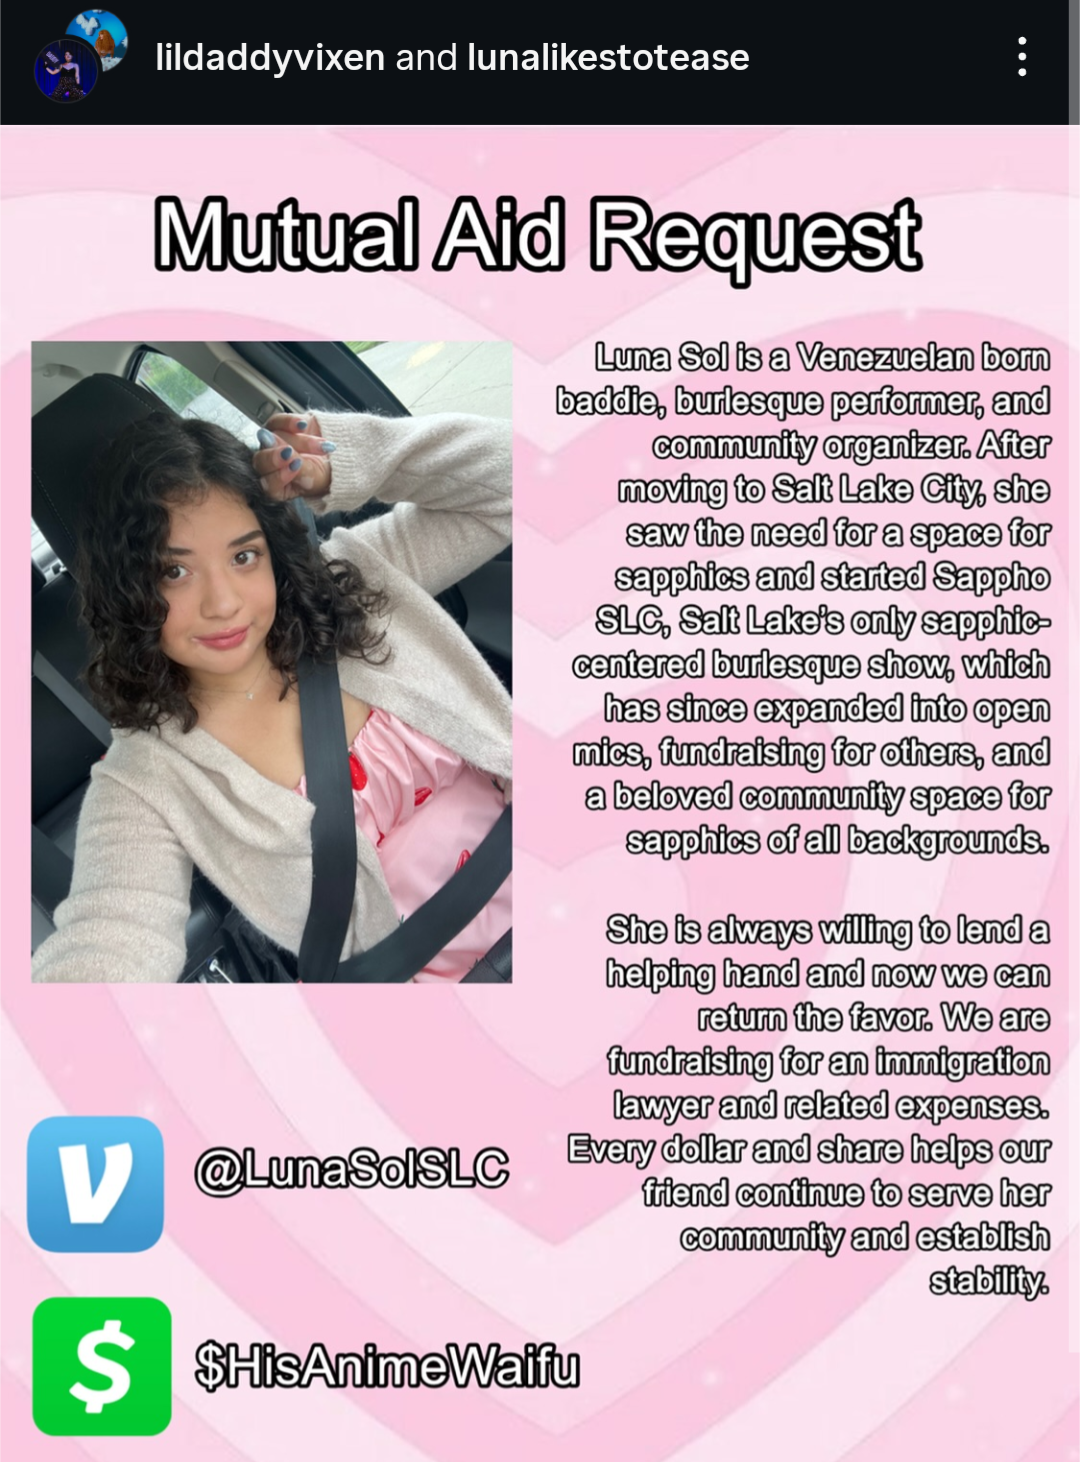 lildaddyvixen and lunalikestotease
Mutual Aid Request
Luna Sol is a Venezuelan born
baddie, burlesque performer, and
community organizer. After
moving to Salt Lake City, she
saw the need for a space for
sapphics and started Sappho
SLC, Salt Lake's only sapphic-
centered burlesque show, which
has since expanded into open
mics, fundraising for others, and
a beloved community space for
sapphics of all backgrounds.
She is always willing to lend a
helping hand and now we can
return the favor. We are
fundraising for an immigration
lawyer and related expenses.
Every dollar and share helps our
friend continue to serve her
community and establish
stability.
@LunaSolSLC
$HisAnimeWaifu